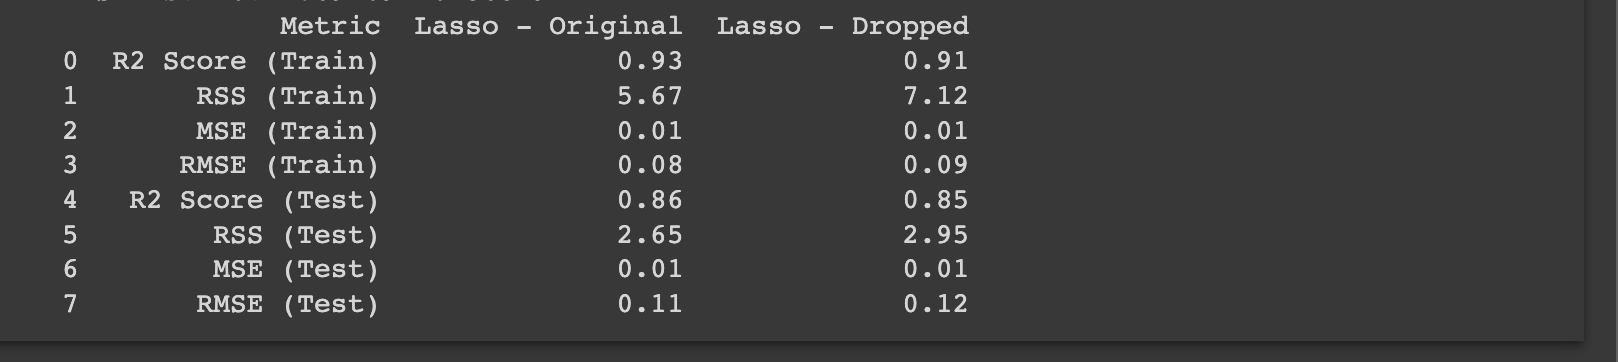 Metric Lasso - Original Lasso - Dropped
0 R2 Score (Train) 0.93 0.91
1 RSS (Train) 5.67 7.12
2 MSE (Train) 0.01 0.01
3 RMSE (Train) 0.08 0.09
4 R2 Score (Test) 0.86 0.85
5 RSS (Test) 2.65 2.95
6 MSE (Test) 0.01 0.01
7 RMSE (Test) 0.11 0.12